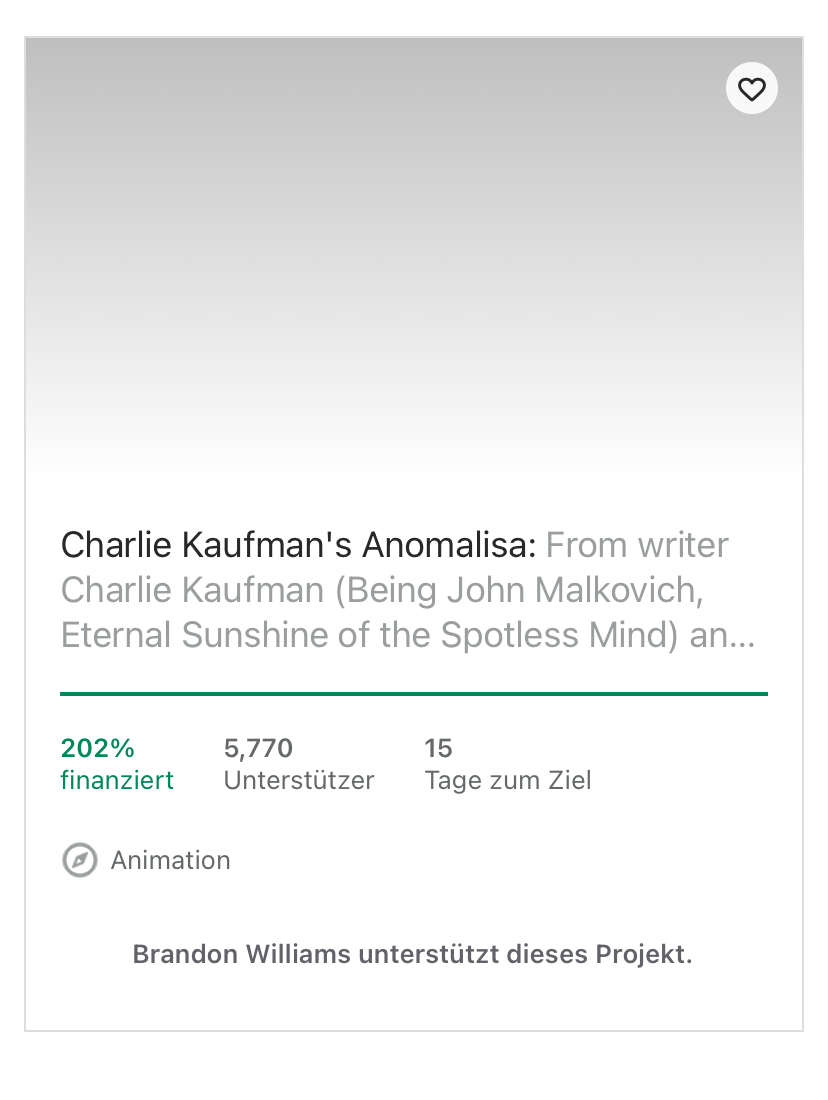 Charlie Kaufman's Anomalisa: From writer
Charlie Kaufman (Being John Malkovich,
Eternal Sunshine of the Spotless Mind) an...
202% 5,770 15
finanziert Unterstützer Tage zum Ziel
Animation
Brandon Williams unterstützt dieses Projekt.